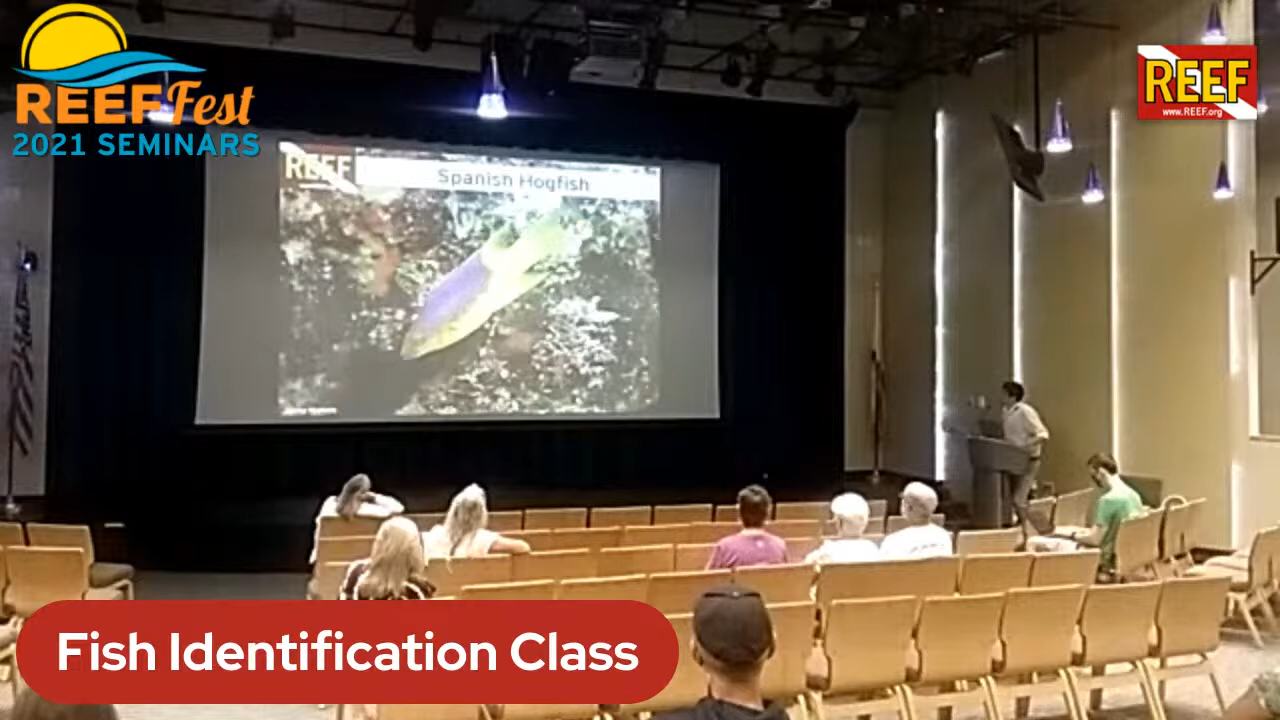 REEF Fest
2021 SEMINARS
REEF
www.REEF.org
REEF
Spanish Hogfish
Fish Identification Class